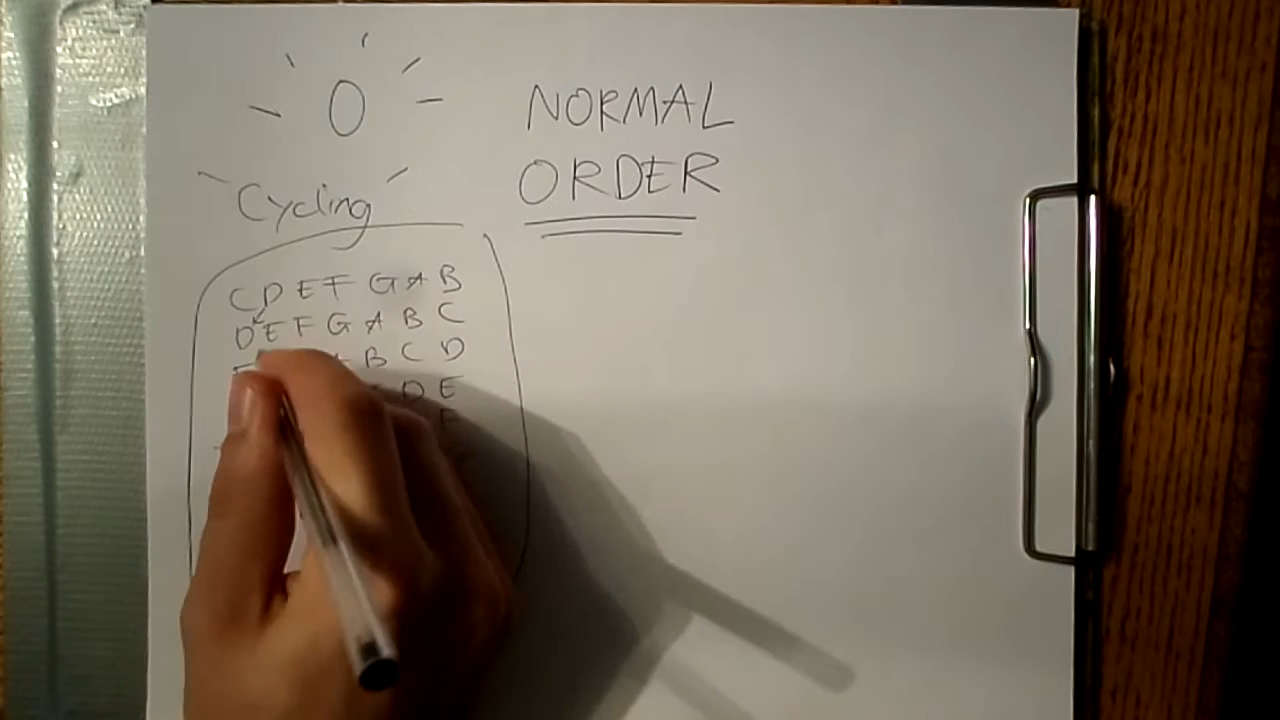 O
NORMAL
ORDER
Cycling
C D E F G A B
D E F G A B C
B C D
D E